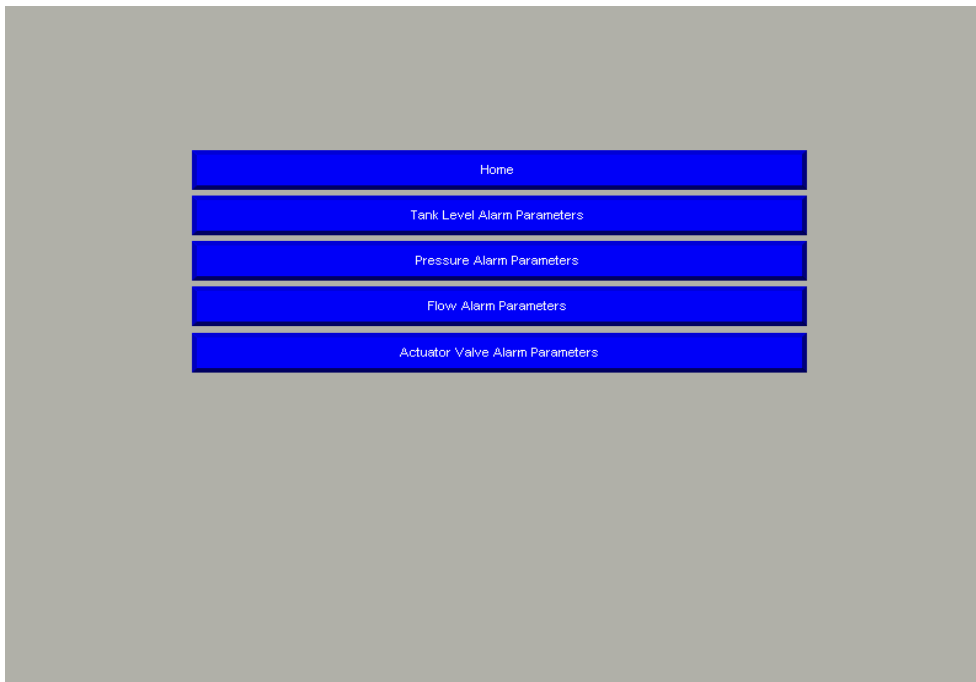 Home
Tank Level Alarm Parameters
Pressure Alarm Parameters
Flow Alarm Parameters
Actuator Valve Alarm Parameters